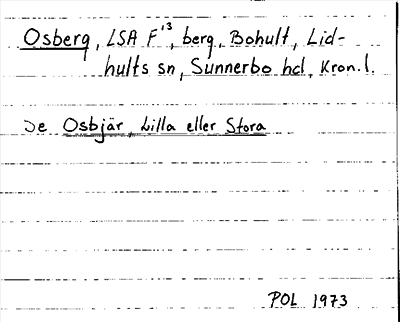 Osberg, LSA F¹³, berg, Bohult, Lid-
hults sn, Sunnerbo hd, Kron. l.
Se Osbjär, Lilla eller Stora
POL 1973